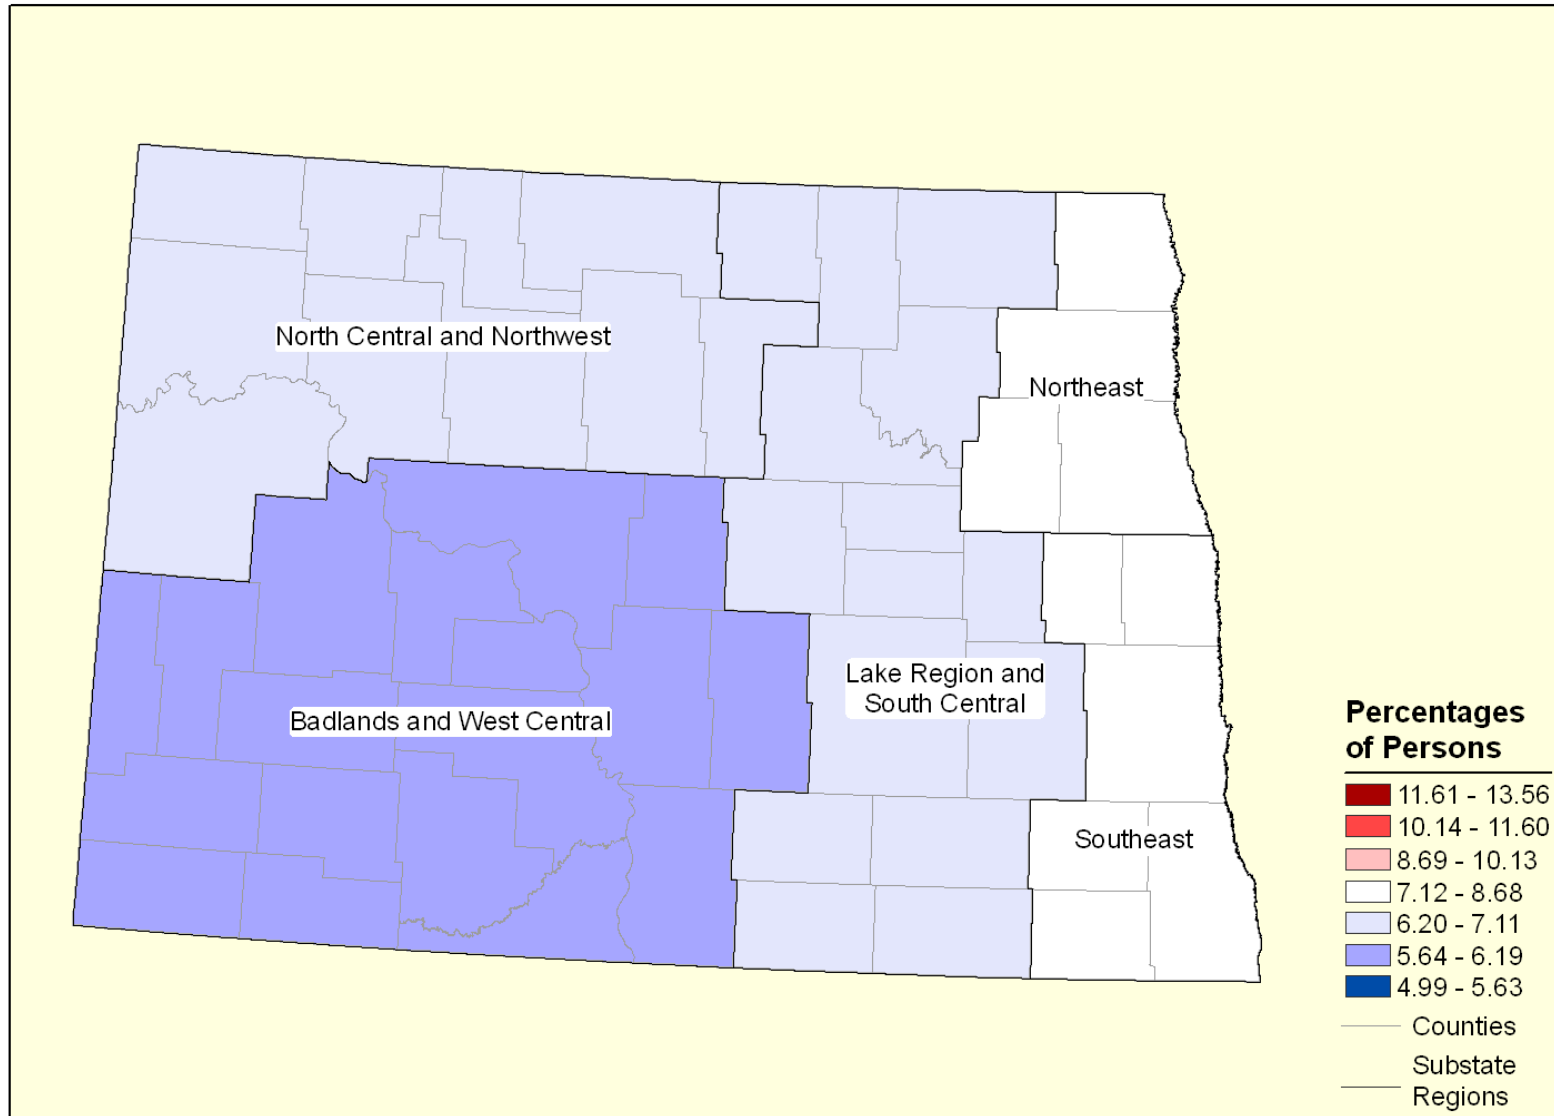 North Central and Northwest
Northeast
Lake Region and
South Central
Badlands and West Central
Southeast
Percentages
of Persons
11.61 - 13.56
10.14 - 11.60
8.69 - 10.13
7.12 - 8.68
6.20 - 7.11
5.64 - 6.19
4.99 - 5.63
Counties
Substate
Regions